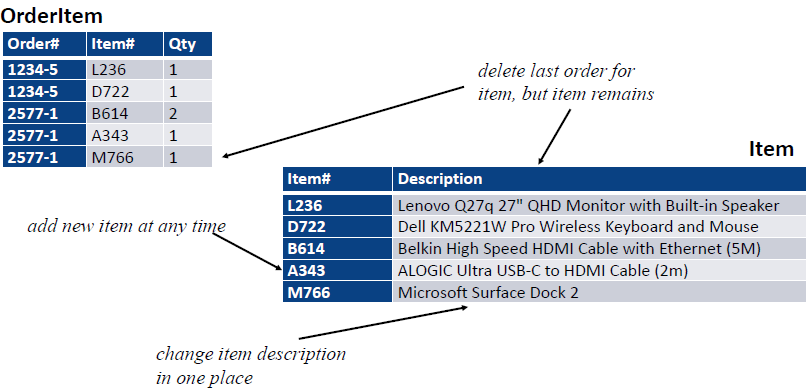 OrderItem
Order# Item# Qty
1234-5 L236 1
1234-5 D722 1
2577-1 B614 2
2577-1 A343 1
2577-1 M766 1
delete last order for
item, but item remains
Item
Item# Description
L236 Lenovo Q27q 27" QHD Monitor with Built-in Speaker
D722 Dell KM5221W Pro Wireless Keyboard and Mouse
B614 Belkin High Speed HDMI Cable with Ethernet (5M)
A343 ALOGIC Ultra USB-C to HDMI Cable (2m)
M766 Microsoft Surface Dock 2
add new item at any time
change item description
in one place